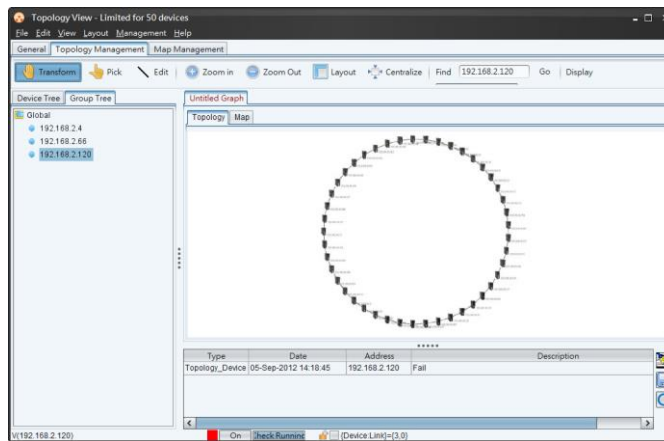 Topology View - Limited for 50 devices
File Edit View Layout Management Help
General Topology Management Map Management
Transform Pick Edit Zoom in Zoom Out Layout Centralize Find 192.168.2.120 Go Display
Device Tree Group Tree
Untitled Graph
Global
Topology Map
192.168.2.4
192.168.2.66
192.168.2.120
Type Date Address Description
Topology_Device 05-Sep-2012 14:18:45 192.168.2.120 Fail
V(192.168.2.120) On Check Running {Device:Link}={3,0}